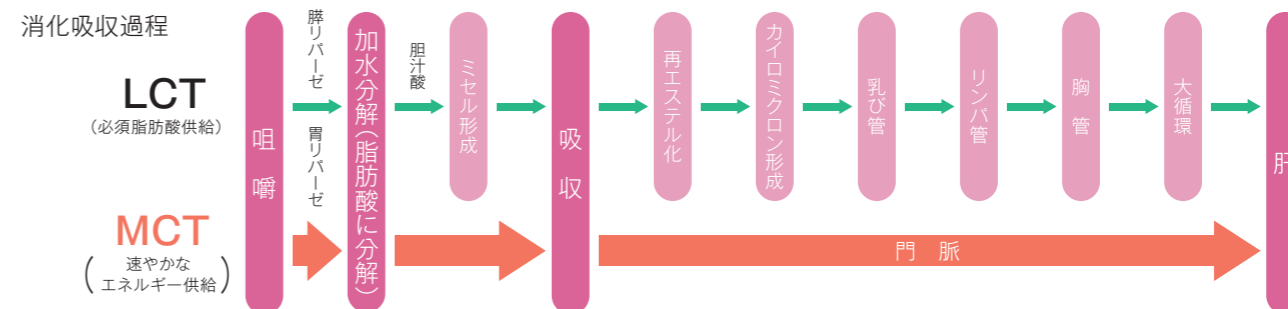 消化吸収過程
LCT
(必須脂肪酸供給)
MCT
(速やかな
エネルギー供給)
咀嚼
膵リパーゼ
胃リパーゼ
加水分解(脂肪酸に分解)
胆汁酸
ミセル形成
吸収
再エステル化
カイロミクロン形成
乳び管
リンパ管
胸管
大循環
門脈
肝